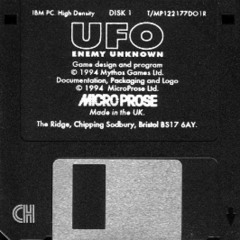 IBM PC High Density DISK 1 T/MP122177DO1R
UFO
ENEMY UNKNOWN
Game design and program
© 1994 Mythos Games Ltd.
Documentation, Packaging and Logo
© 1994 MicroProse Ltd.
MICRO PROSE
Made in the UK.
The Ridge, Chipping Sodbury, Bristol BS17 6AY.
CH